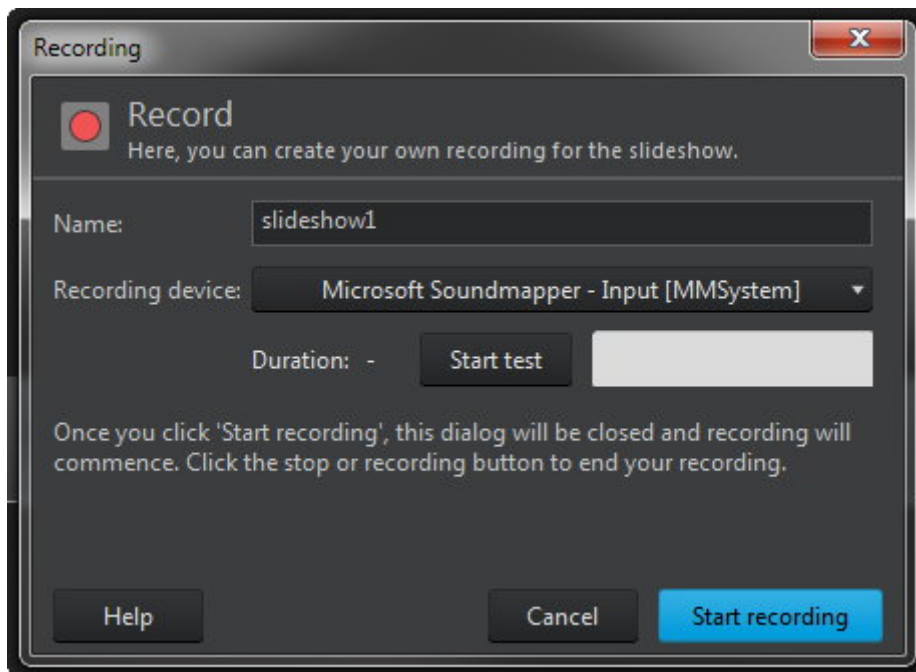 Recording
Record
Here, you can create your own recording for the slideshow.
Name: slideshow1
Recording device: Microsoft Soundmapper - Input [MMSystem]
Duration: - Start test
Once you click 'Start recording', this dialog will be closed and recording will
commence. Click the stop or recording button to end your recording.
Help Cancel Start recording